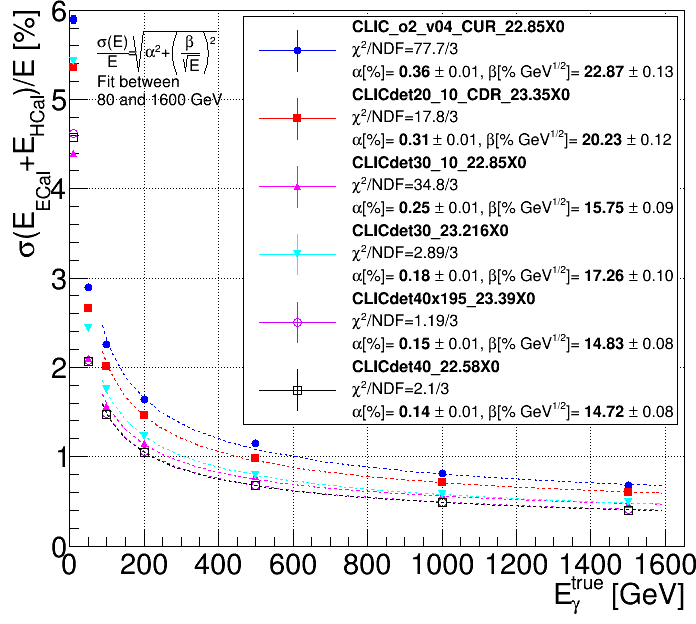 σ(E_ECal+E_HCal)/E [%]
6
5
4
3
2
1
0
σ(E)/E=√(α²+(β/√E)²)
Fit between
80 and 1600 GeV
CLIC_o2_v04_CUR_22.85X0
χ²/NDF=77.7/3
α[%]= 0.36 ± 0.01, β[% GeV^1/2]= 22.87 ± 0.13
CLICdet20_10_CDR_23.35X0
χ²/NDF=17.8/3
α[%]= 0.31 ± 0.01, β[% GeV^1/2]= 20.23 ± 0.12
CLICdet30_10_22.85X0
χ²/NDF=34.8/3
α[%]= 0.25 ± 0.01, β[% GeV^1/2]= 15.75 ± 0.09
CLICdet30_23.216X0
χ²/NDF=2.89/3
α[%]= 0.18 ± 0.01, β[% GeV^1/2]= 17.26 ± 0.10
CLICdet40x195_23.39X0
χ²/NDF=1.19/3
α[%]= 0.15 ± 0.01, β[% GeV^1/2]= 14.83 ± 0.08
CLICdet40_22.58X0
χ²/NDF=2.1/3
α[%]= 0.14 ± 0.01, β[% GeV^1/2]= 14.72 ± 0.08
0 200 400 600 800 1000 1200 1400 1600
E_γ^true [GeV]